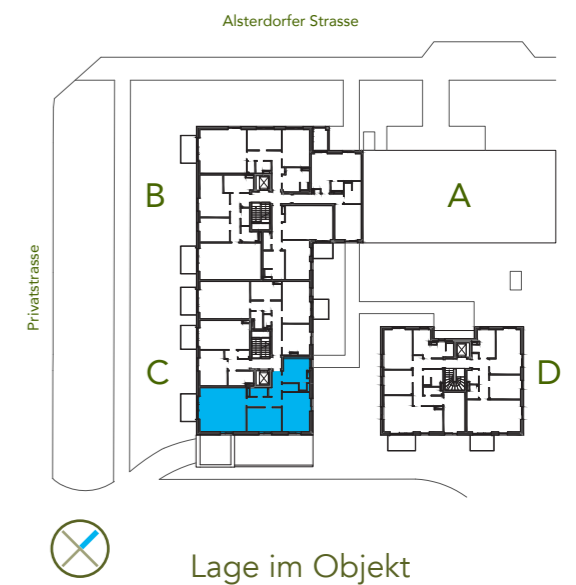 Alsterdorfer Strasse
B
A
Privatstrasse
C
D
Lage im Objekt